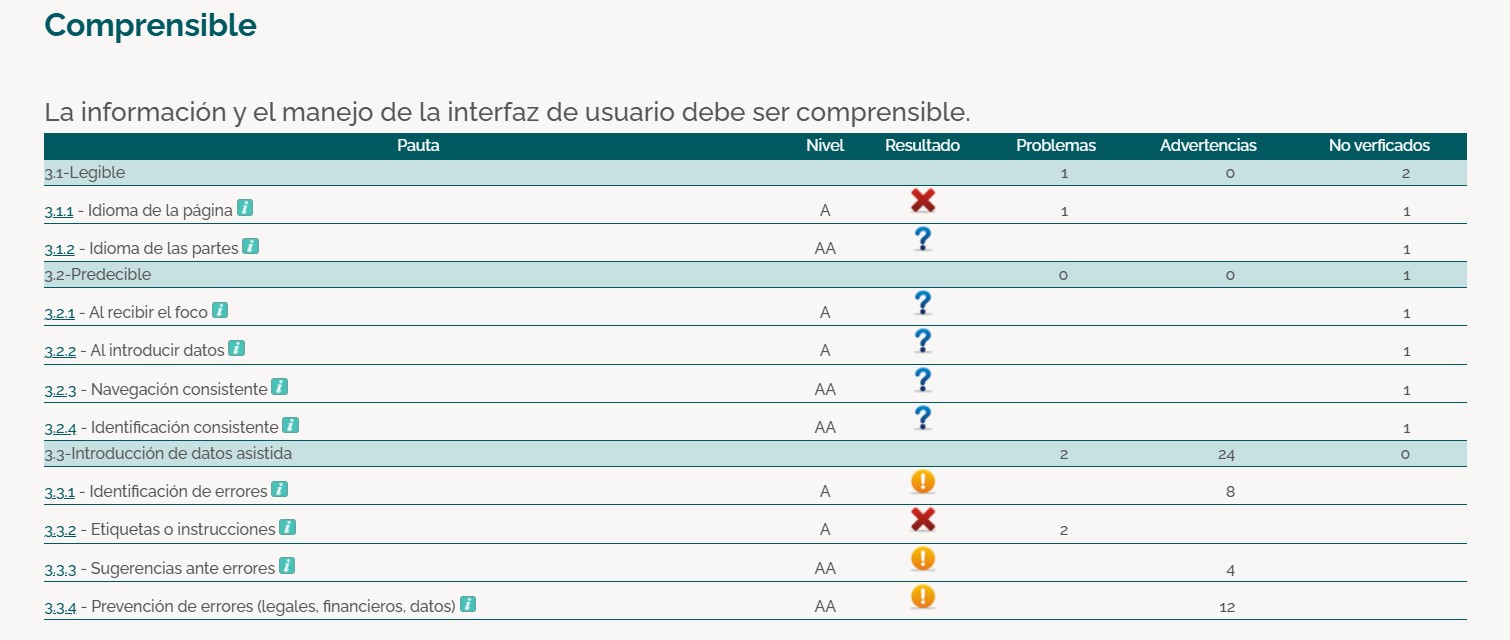 Comprensible
La información y el manejo de la interfaz de usuario debe ser comprensible.
Pauta Nivel Resultado Problemas Advertencias No verficados
3.1-Legible 1 0 2
3.1.1 - Idioma de la página i A 1 1
3.1.2 - Idioma de las partes i AA ? 1
3.2-Predecible 0 0 1
3.2.1 - Al recibir el foco i A ? 1
3.2.2 - Al introducir datos i A ? 1
3.2.3 - Navegación consistente i AA ? 1
3.2.4 - Identificación consistente i AA ? 1
3.3-Introducción de datos asistida 2 24 0
3.3.1 - Identificación de errores i A ! 8
3.3.2 - Etiquetas o instrucciones i A 2
3.3.3 - Sugerencias ante errores i AA ! 4
3.3.4 - Prevención de errores (legales, financieros, datos) i AA ! 12